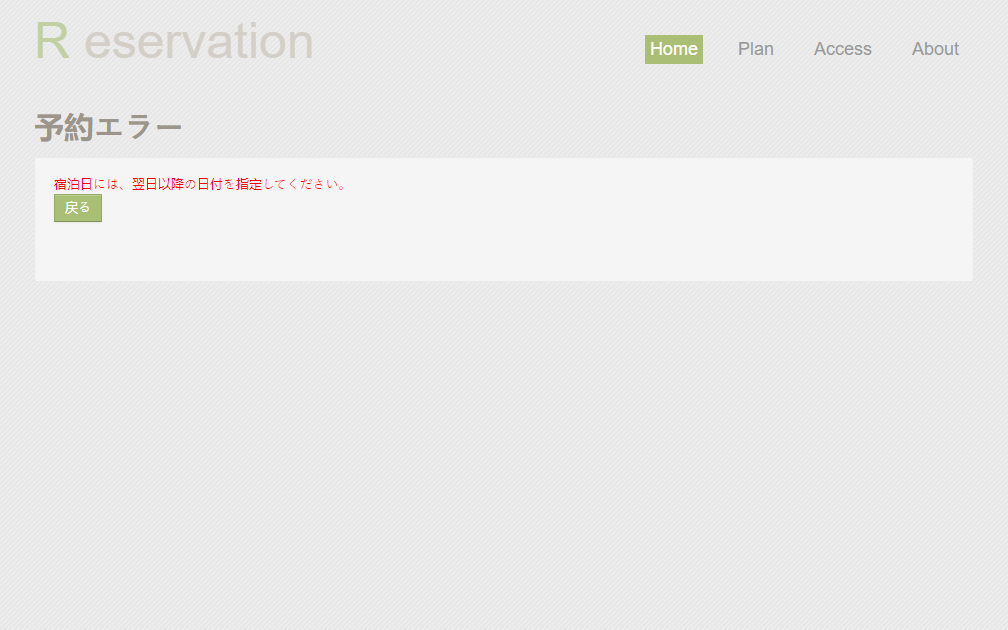 R eservation
Home Plan Access About
予約エラー
宿泊日には、翌日以降の日付を指定してください。
戻る